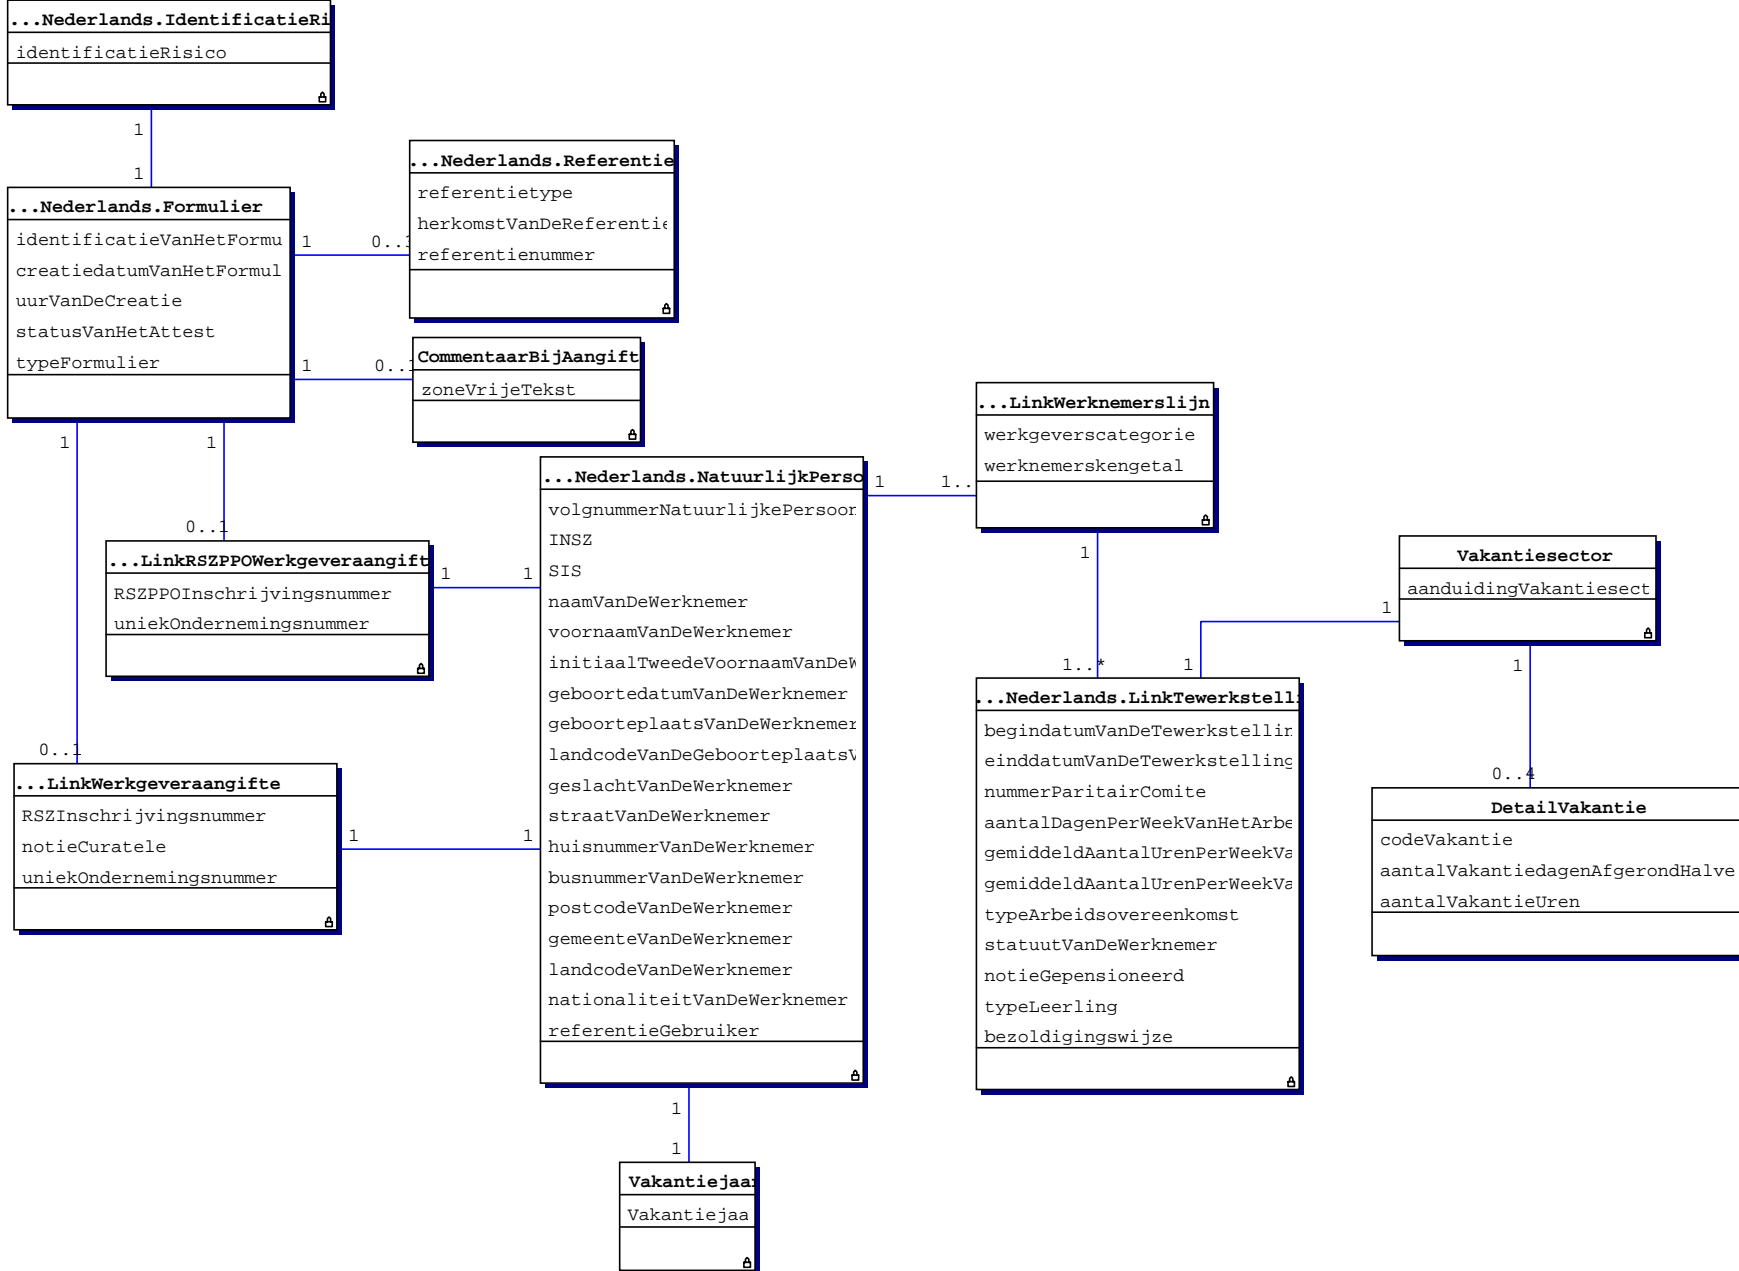 ...Nederlands.IdentificatieRi
identificatieRisico
1
1
...Nederlands.Formulier
identificatieVanHetFormu
creatiedatumVanHetFormul
uurVanDeCreatie
statusVanHetAttest
typeFormulier
1
0..3
1
0..1
1
1
...Nederlands.Referentie
referentietype
herkomstVanDeReferentie
referentienummer
CommentaarBijAangift
zoneVrijeTekst
0..1
...LinkRSZPPOWerkgeveraangift
RSZPPOInschrijvingsnummer
uniekOndernemingsnummer
1
1
0..1
...LinkWerkgeveraangifte
RSZInschrijvingsnummer
notieCuratele
uniekOndernemingsnummer
1
1
...Nederlands.NatuurlijkPerso
volgnummerNatuurlijkePersoon
INSZ
SIS
naamVanDeWerknemer
voornaamVanDeWerknemer
initiaalTweedeVoornaamVanDeW
geboortedatumVanDeWerknemer
geboorteplaatsVanDeWerknemer
landcodeVanDeGeboorteplaatsV
geslachtVanDeWerknemer
straatVanDeWerknemer
huisnummerVanDeWerknemer
busnummerVanDeWerknemer
postcodeVanDeWerknemer
gemeenteVanDeWerknemer
landcodeVanDeWerknemer
nationaliteitVanDeWerknemer
referentieGebruiker
1
1..
1
1
Vakantiejaar
Vakantiejaa
...LinkWerknemerslijn
werkgeverscategorie
werknemerskengetal
1
1..*
1
1
...Nederlands.LinkTewerkstelli
begindatumVanDeTewerkstellin
einddatumVanDeTewerkstelling
nummerParitairComite
aantalDagenPerWeekVanHetArbe
gemiddeldAantalUrenPerWeekVa
gemiddeldAantalUrenPerWeekVa
typeArbeidsovereenkomst
statuutVanDeWerknemer
notieGepensioneerd
typeLeerling
bezoldigingswijze
Vakantiesector
aanduidingVakantiesect
1
0..4
DetailVakantie
codeVakantie
aantalVakantiedagenAfgerondHalve
aantalVakantieUren